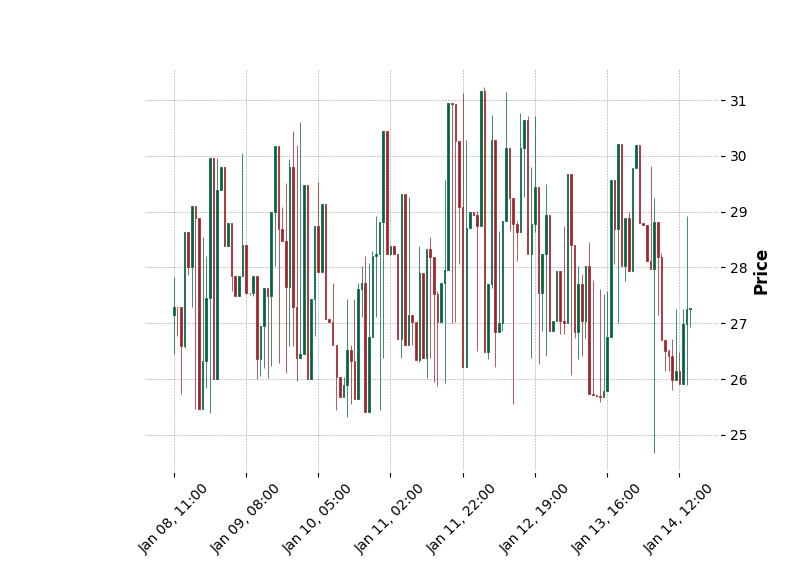 31
30
29
28
27
26
25
Price
Jan 08, 11:00
Jan 09, 08:00
Jan 10, 05:00
Jan 11, 02:00
Jan 11, 22:00
Jan 12, 19:00
Jan 13, 16:00
Jan 14, 12:00